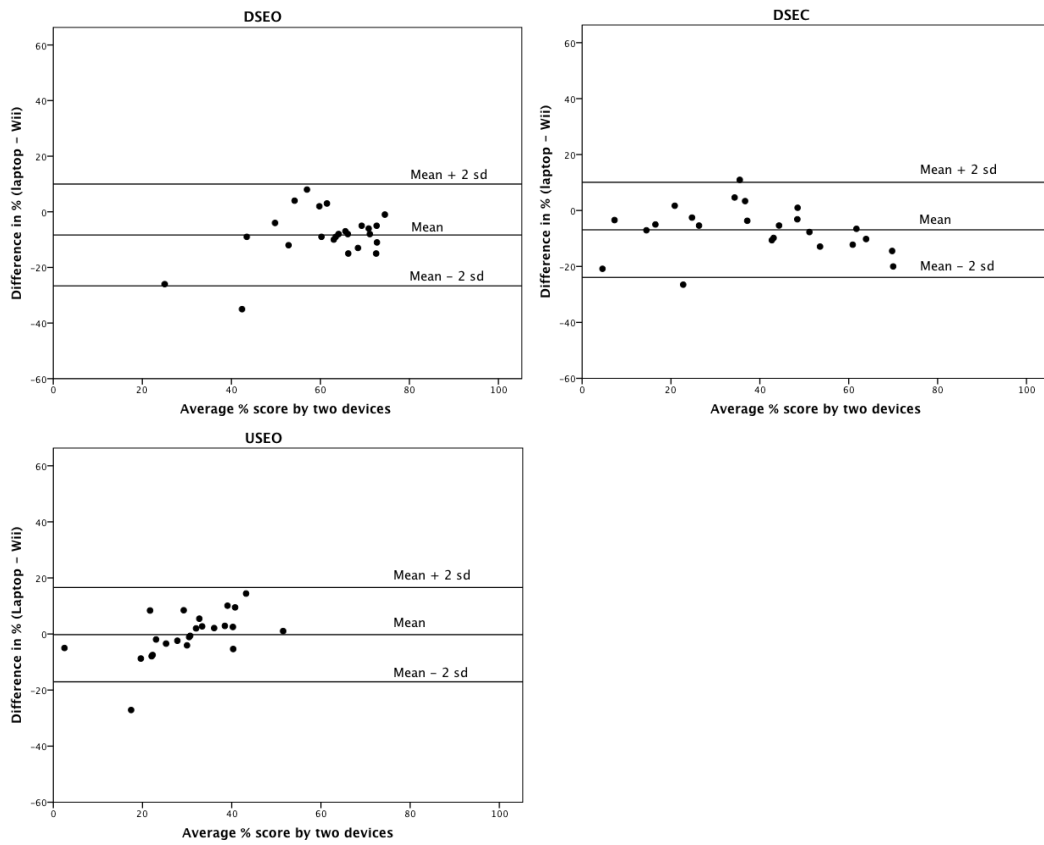 DSEO
60
40
20
0
-20
-40
-60
Difference in % (laptop - Wii)
Mean + 2 sd
Mean
Mean - 2 sd
0 20 40 60 80 100
Average % score by two devices
DSEC
60
40
20
0
-20
-40
-60
Difference in % (laptop - Wii)
Mean + 2 sd
Mean
Mean - 2 sd
0 20 40 60 80 100
Average % score by two devices
USEO
60
40
20
0
-20
-40
-60
Difference in % (Laptop - Wii)
Mean + 2 sd
Mean
Mean - 2 sd
0 20 40 60 80 100
Average % score by two devices